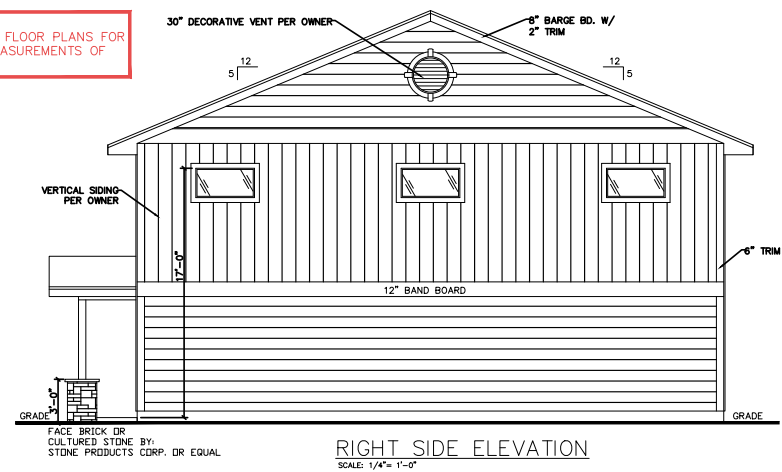 FLOOR PLANS FOR
ASUREMENTS OF
30" DECORATIVE VENT PER OWNER
8" BARGE BD. W/
2" TRIM
12
5
12
5
VERTICAL SIDING
PER OWNER
17'-0"
6" TRIM
12" BAND BOARD
3'-0"
GRADE
GRADE
FACE BRICK OR
CULTURED STONE BY:
STONE PRODUCTS CORP. OR EQUAL
RIGHT SIDE ELEVATION
SCALE: 1/4"= 1'-0"